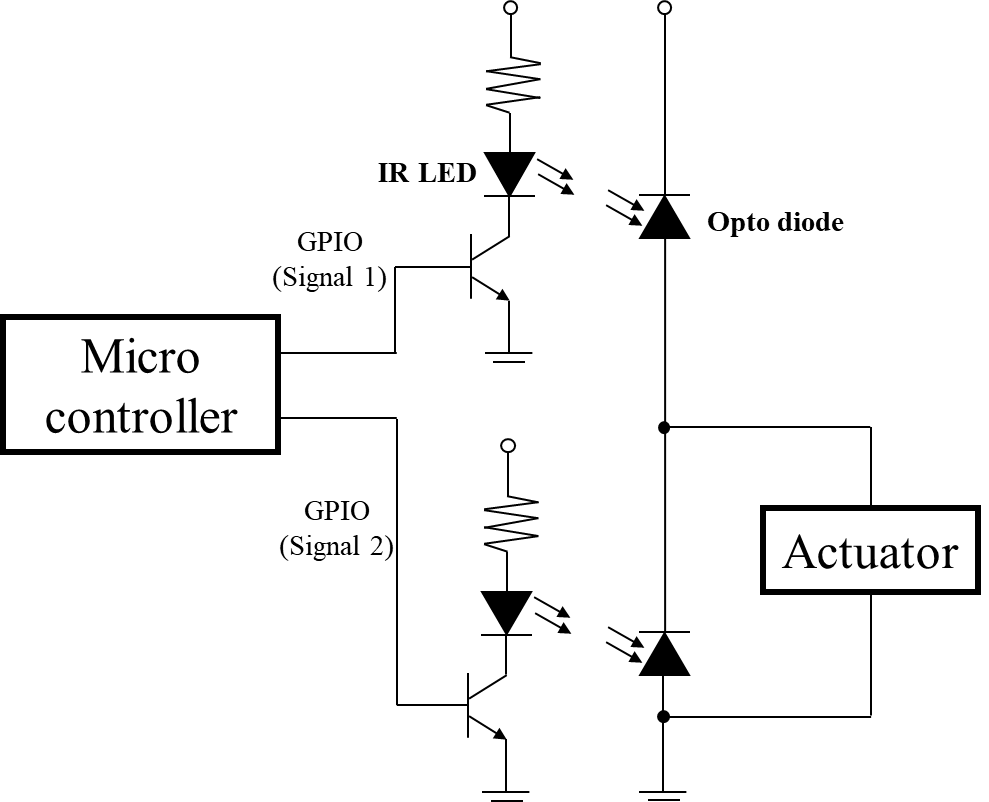 IR LED
Opto diode
GPIO
(Signal 1)
Micro
controller
GPIO
(Signal 2)
Actuator